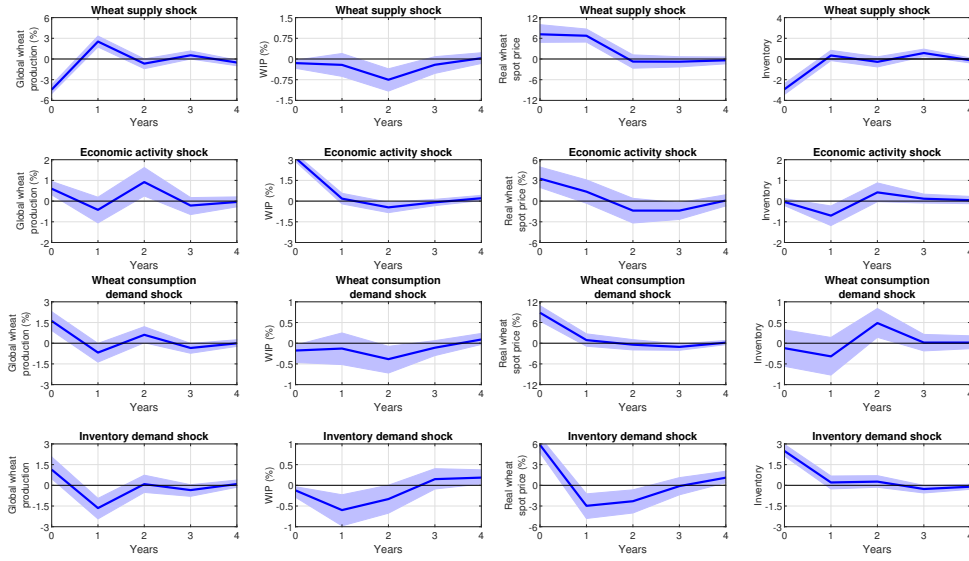 Wheat supply shock
Global wheat
production (%)
6
3
0
-3
-6
0 1 2 3 4
Years
Wheat supply shock
WIP (%)
1.5
0.75
0
-0.75
-1.5
0 1 2 3 4
Years
Wheat supply shock
Real wheat
spot price
12
6
0
-6
-12
0 1 2 3 4
Years
Wheat supply shock
Inventory
4
2
0
-2
-4
0 1 2 3 4
Years
Economic activity shock
Global wheat
production (%)
2
1
0
-1
-2
0 1 2 3 4
Years
Economic activity shock
WIP (%)
3
1.5
0
-1.5
-3
0 1 2 3 4
Years
Economic activity shock
Real wheat
spot price (%)
6
3
0
-3
-6
0 1 2 3 4
Years
Economic activity shock
Inventory
2
1
0
-1
-2
0 1 2 3 4
Years
Wheat consumption
demand shock
Global wheat
production (%)
3
1.5
0
-1.5
-3
0 1 2 3 4
Years
Wheat consumption
demand shock
WIP (%)
1
0.5
0
-0.5
-1
0 1 2 3 4
Years
Wheat consumption
demand shock
Real wheat
spot price (%)
12
6
0
-6
-12
0 1 2 3 4
Years
Wheat consumption
demand shock
Inventory
1
0.5
0
-0.5
-1
0 1 2 3 4
Years
Inventory demand shock
Global wheat
production
3
1.5
0
-1.5
-3
0 1 2 3 4
Years
Inventory demand shock
WIP (%)
1
0.5
0
-0.5
-1
0 1 2 3 4
Years
Inventory demand shock
Real wheat
spot price (%)
6
3
0
-3
-6
0 1 2 3 4
Years
Inventory demand shock
Inventory
3
1.5
0
-1.5
-3
0 1 2 3 4
Years